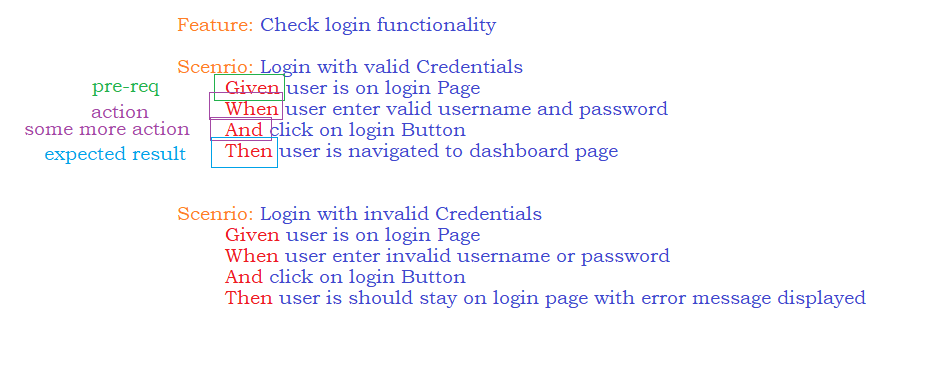 Feature: Check login functionality
Scenrio: Login with valid Credentials
pre-req Given user is on login Page
action When user enter valid username and password
some more action And click on login Button
expected result Then user is navigated to dashboard page
Scenrio: Login with invalid Credentials
Given user is on login Page
When user enter invalid username or password
And click on login Button
Then user is should stay on login page with error message displayed